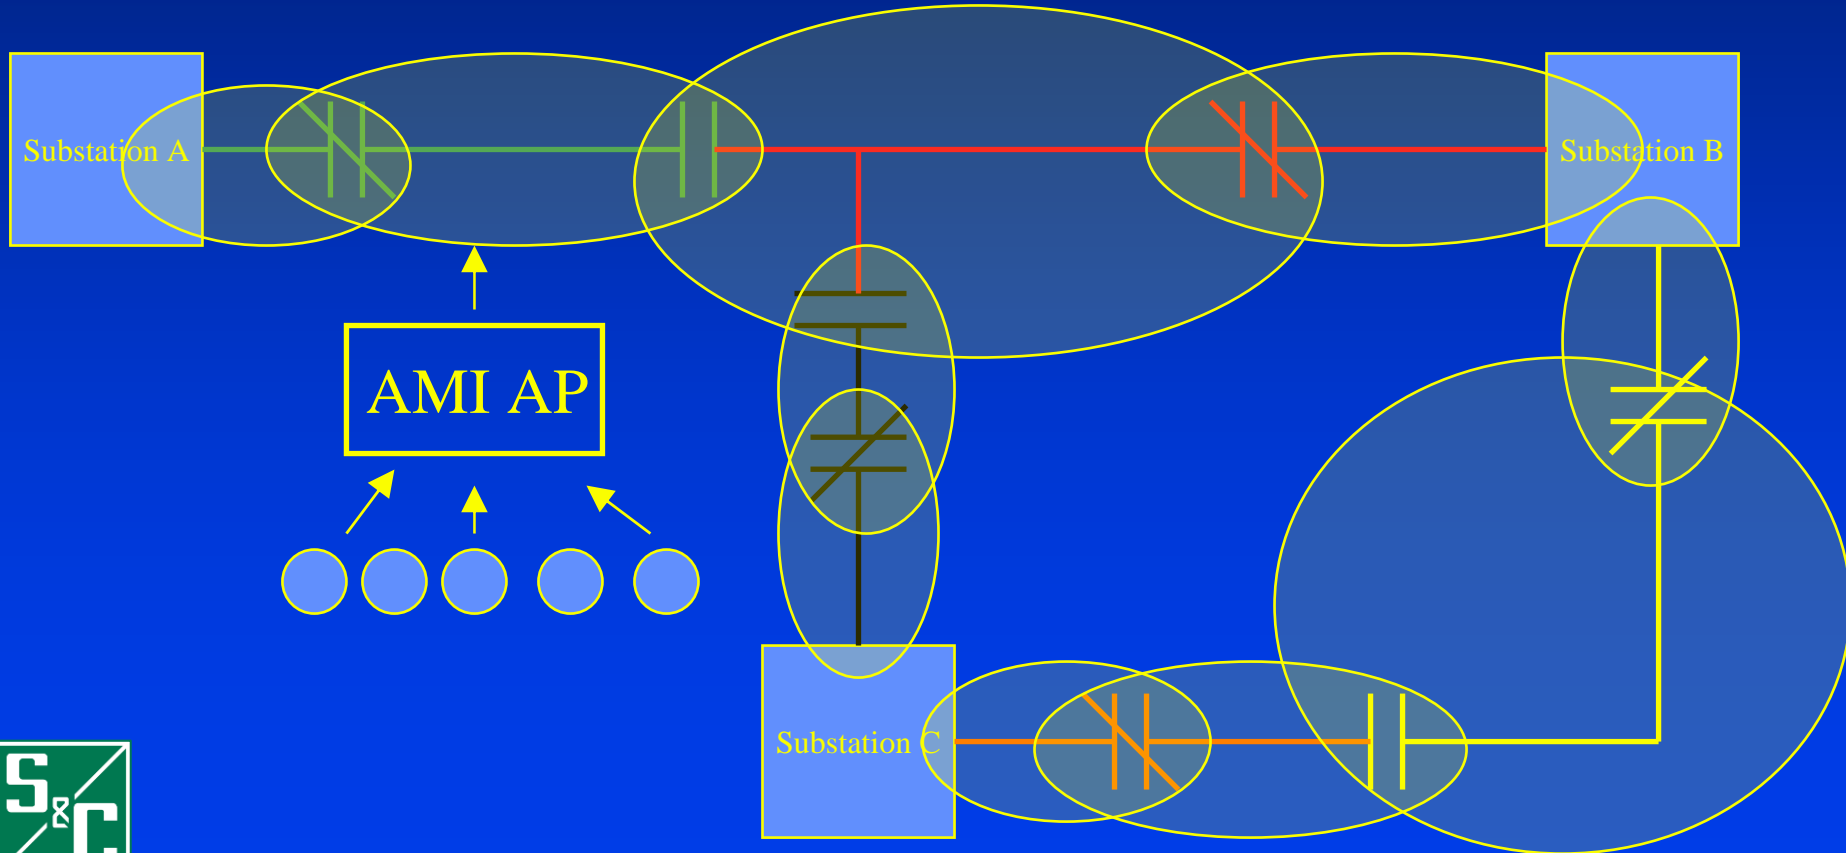 Substation A
Substation B
AMI AP
Substation C
S&C